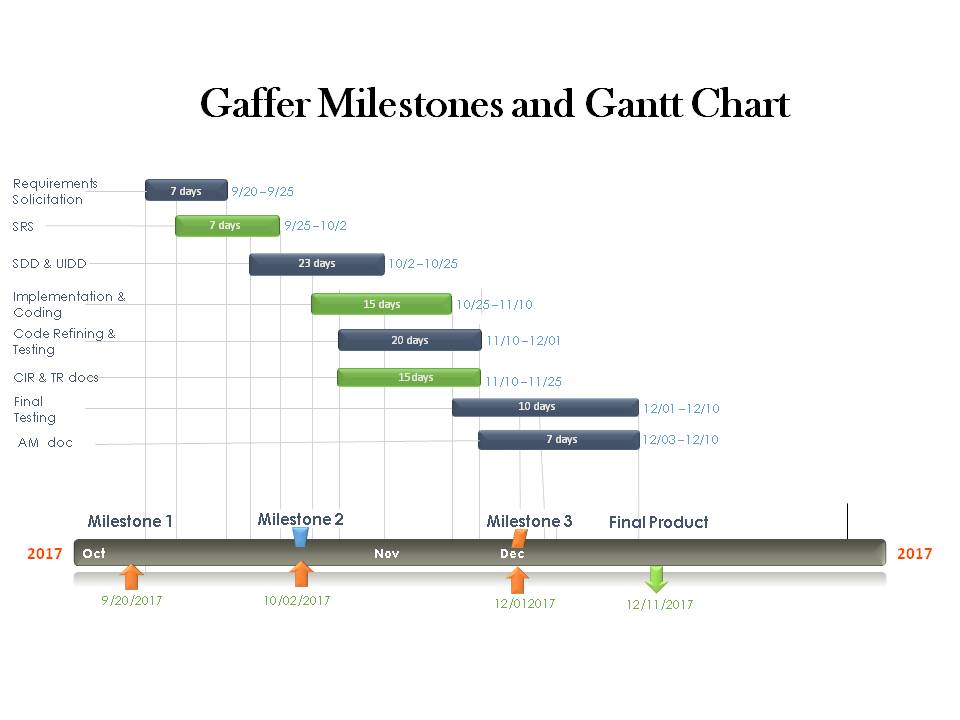 Gaffer Milestones and Gantt Chart
Requirements
Solicitation
7 days
9/20–9/25
SRS
7 days
9/25–10/2
SDD & UIDD
23 days
10/2–10/25
Implementation &
Coding
15 days
10/25–11/10
Code Refining &
Testing
20 days
11/10–12/01
CIR & TR docs
15days
11/10–11/25
Final
Testing
10 days
12/01–12/10
AM doc
7 days
12/03–12/10
Milestone 1
Milestone 2
Milestone 3
Final Product
2017
Oct
Nov
Dec
2017
9/20/2017
10/02/2017
12/012017
12/11/2017